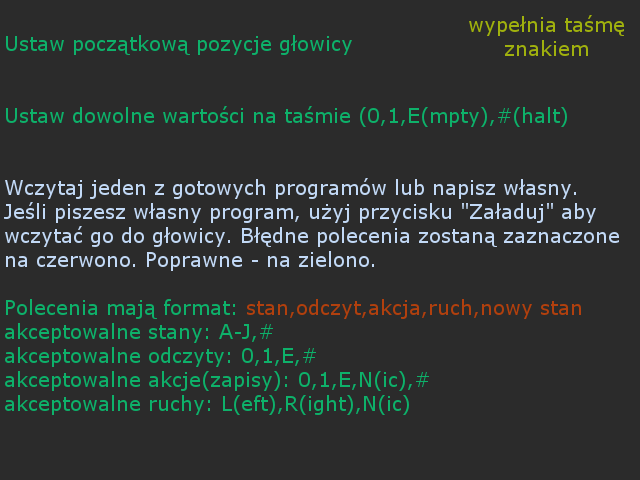 wypełnia taśmę
znakiem
Ustaw początkową pozycje głowicy
Ustaw dowolne wartości na taśmie (0,1,E(mpty),#(halt)
Wczytaj jeden z gotowych programów lub napisz własny.
Jeśli piszesz własny program, użyj przycisku "Załaduj" aby
wczytać go do głowicy. Błędne polecenia zostaną zaznaczone
na czerwono. Poprawne - na zielono.
Polecenia mają format: stan,odczyt,akcja,ruch,nowy stan
akceptowalne stany: A-J,#
akceptowalne odczyty: 0,1,E,#
akceptowalne akcje(zapisy): 0,1,E,N(ic),#
akceptowalne ruchy: L(eft),R(ight),N(ic)